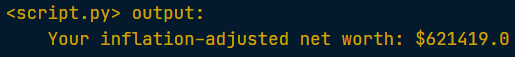 <script.py> output:
    Your inflation-adjusted net worth: $621419.0